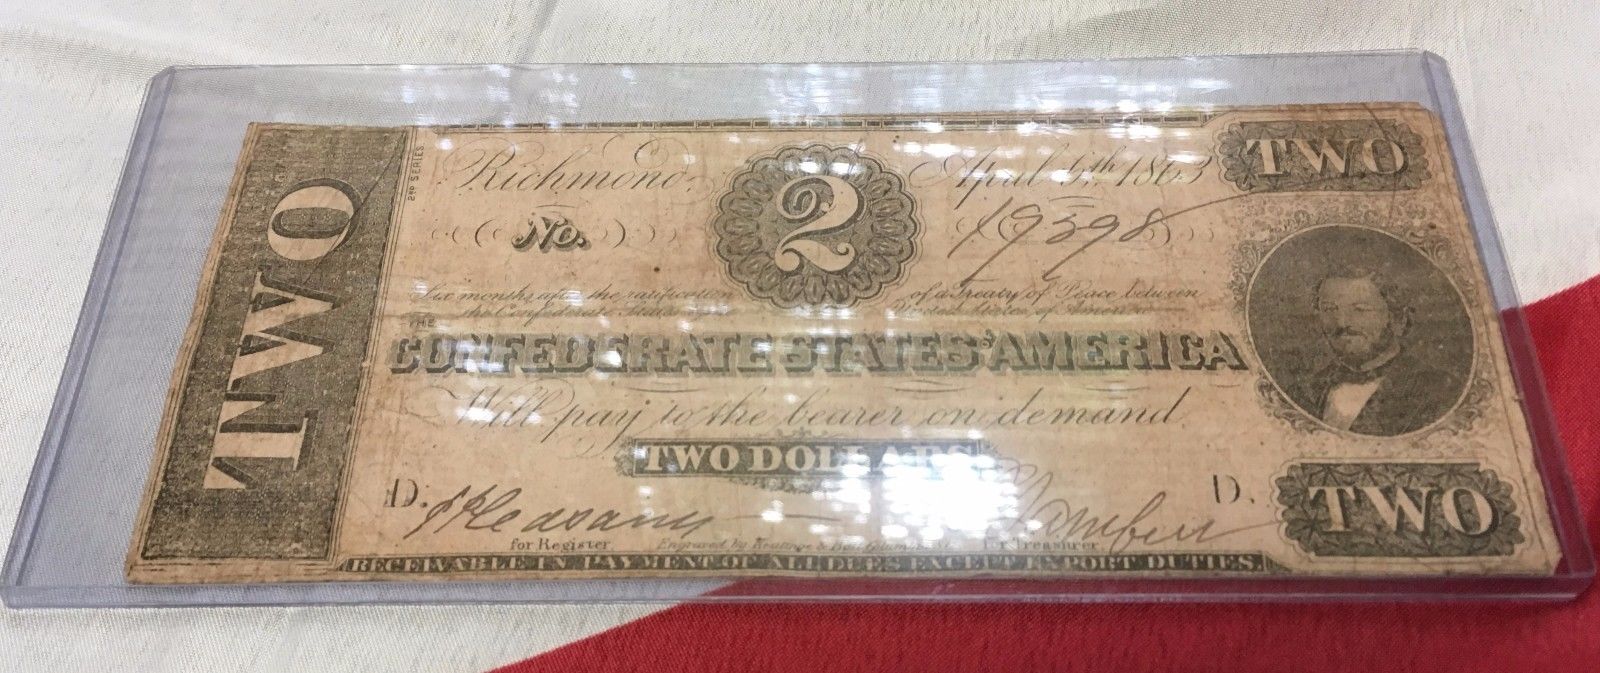 TWO
2ND SERIES
Richmond, April 6th 1863
TWO
No. 2 19398
Six months after the ratification of a Treaty of Peace between
the Confederate States United States of America
THE
CONFEDERATE STATES OF AMERICA
Will pay to the bearer on demand
TWO DOLLARS
D. D.
for Register Engraved by Keatinge & Ball, Columbia for Treasurer
TWO
RECEIVABLE IN PAYMENT OF ALL DUES EXCEPT EXPORT DUTIES.